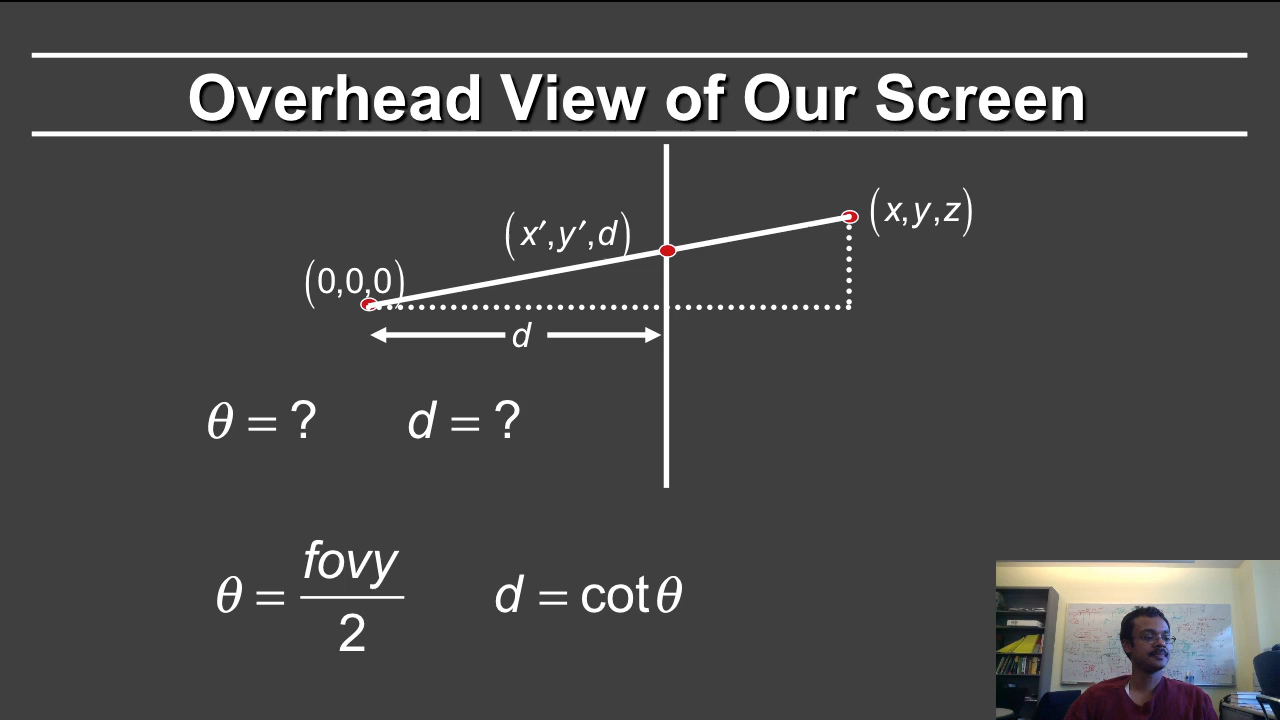 Overhead View of Our Screen
(x,y,z)
(x′,y′,d)
(0,0,0)
d
θ = ? d = ?
θ = fovy/2 d = cot θ